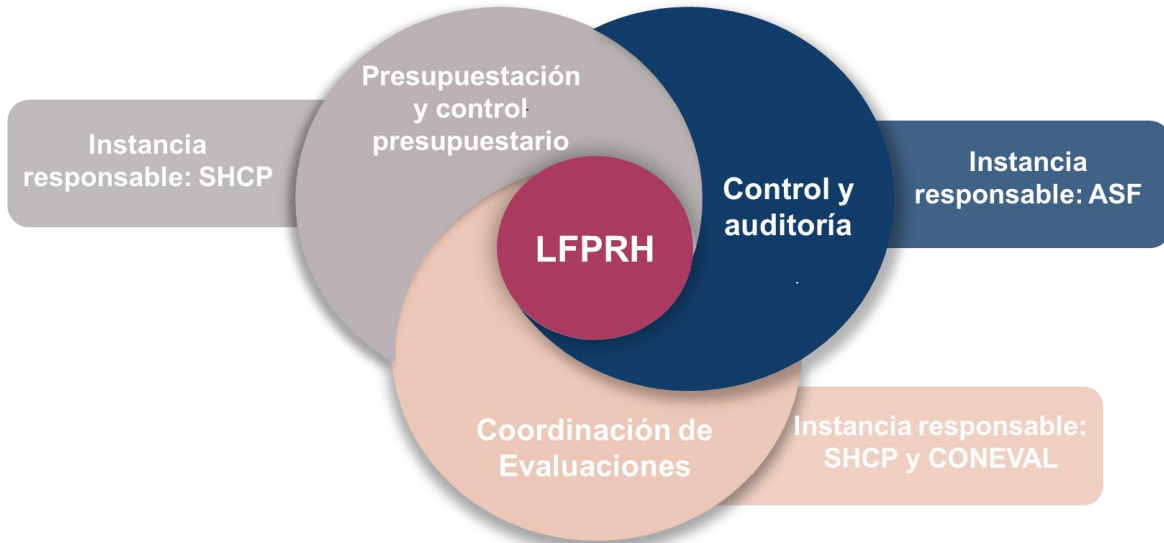 Presupuestación
y control
presupuestario
Instancia
responsable: SHCP
LFPRH
Control y
auditoría
Instancia
responsable: ASF
Coordinación de
Evaluaciones
Instancia responsable:
SHCP y CONEVAL